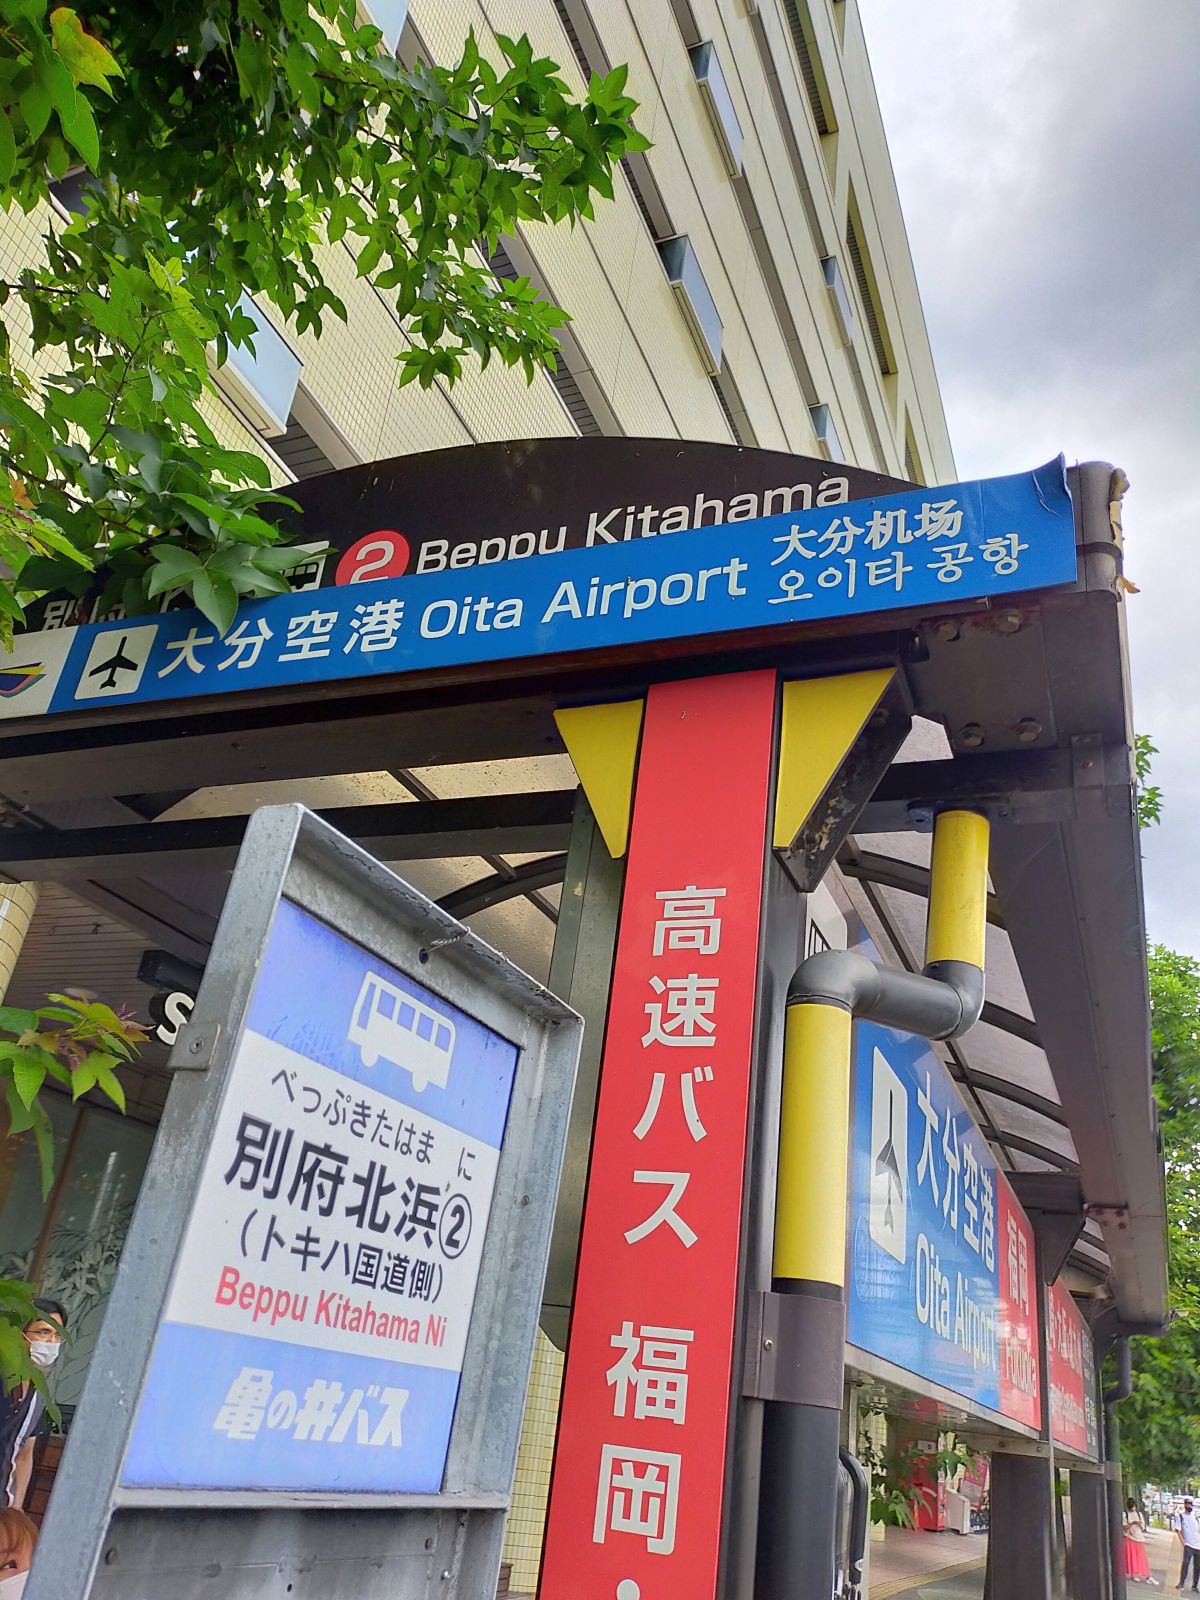 2 Beppu Kitahama
大分空港 Oita Airport 大分机场
오이타 공항
高速バス 福岡・
べっぷきたはま に
別府北浜②
(トキハ国道側)
Beppu Kitahama Ni
亀の井バス
大分空港
Oita Airport
福岡
Fukuoka
S